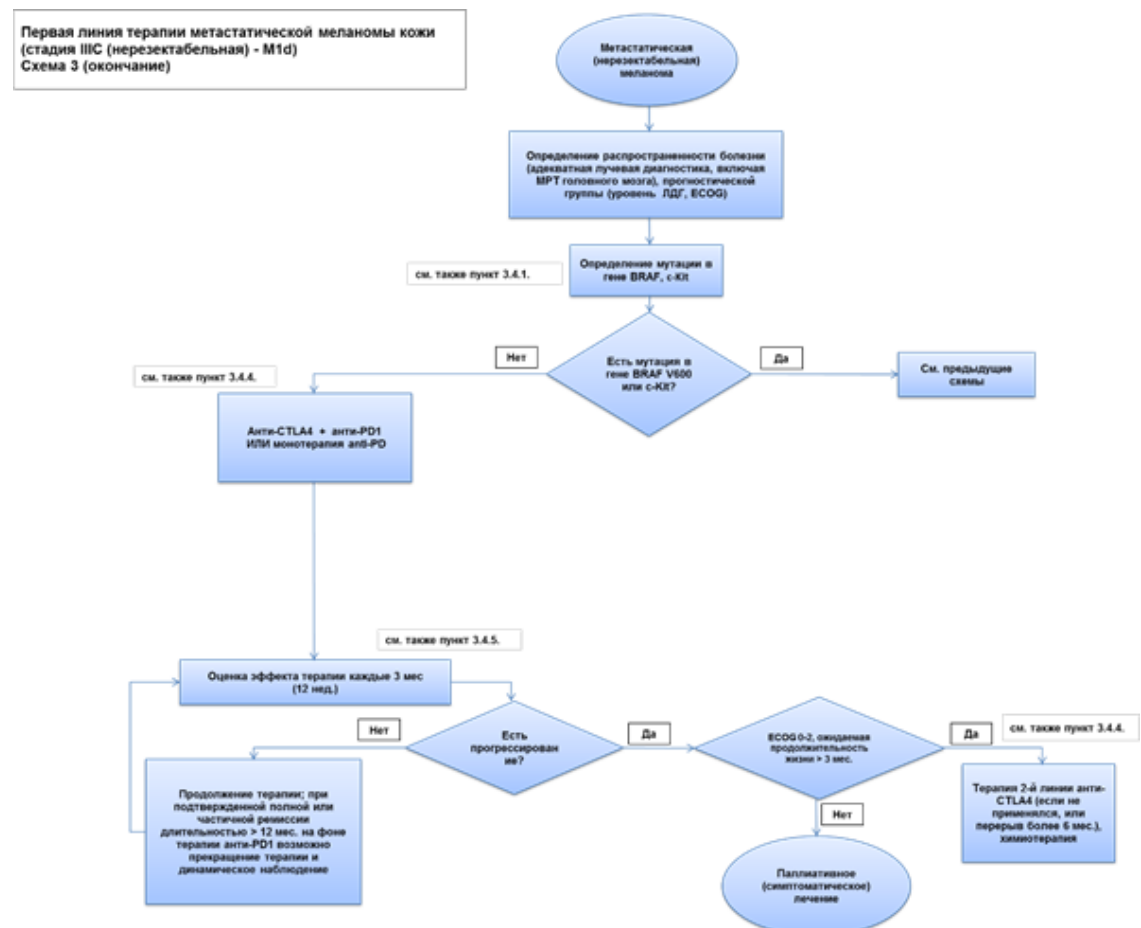 Первая линия терапии метастатической меланомы кожи
(стадия IIIC (нерезектабельная) - M1d)
Схема 3 (окончание)
Метастатическая
(нерезектабельная)
меланома
Определение распространенности болезни
(адекватная лучевая диагностика, включая
МРТ головного мозга), прогностической
группы (уровень ЛДГ, ECOG)
см. также пункт 3.4.1.
Определение мутации в
гене BRAF, c-Kit
Нет
Есть мутация в
гене BRAF V600
или c-Kit?
Да
См. предыдущие
схемы
см. также пункт 3.4.4.
Анти-CTLA4 + анти-PD1
ИЛИ монотерапия anti-PD
см. также пункт 3.4.5.
Оценка эффекта терапии каждые 3 мес
(12 нед.)
Нет
Есть
прогрессирован
ие?
Да
ECOG 0-2, ожидаемая
продолжительность
жизни > 3 мес.
Да
см. также пункт 3.4.4.
Продолжение терапии; при
подтвержденной полной или
частичной ремиссии
длительностью > 12 мес. на фоне
терапии анти-PD1 возможно
прекращение терапии и
динамическое наблюдение
Нет
Терапия 2-й линии анти-
CTLA4 (если не
применялся, или
перерыв более 6 мес.),
химиотерапия
Паллиативное
(симптоматическое)
лечение